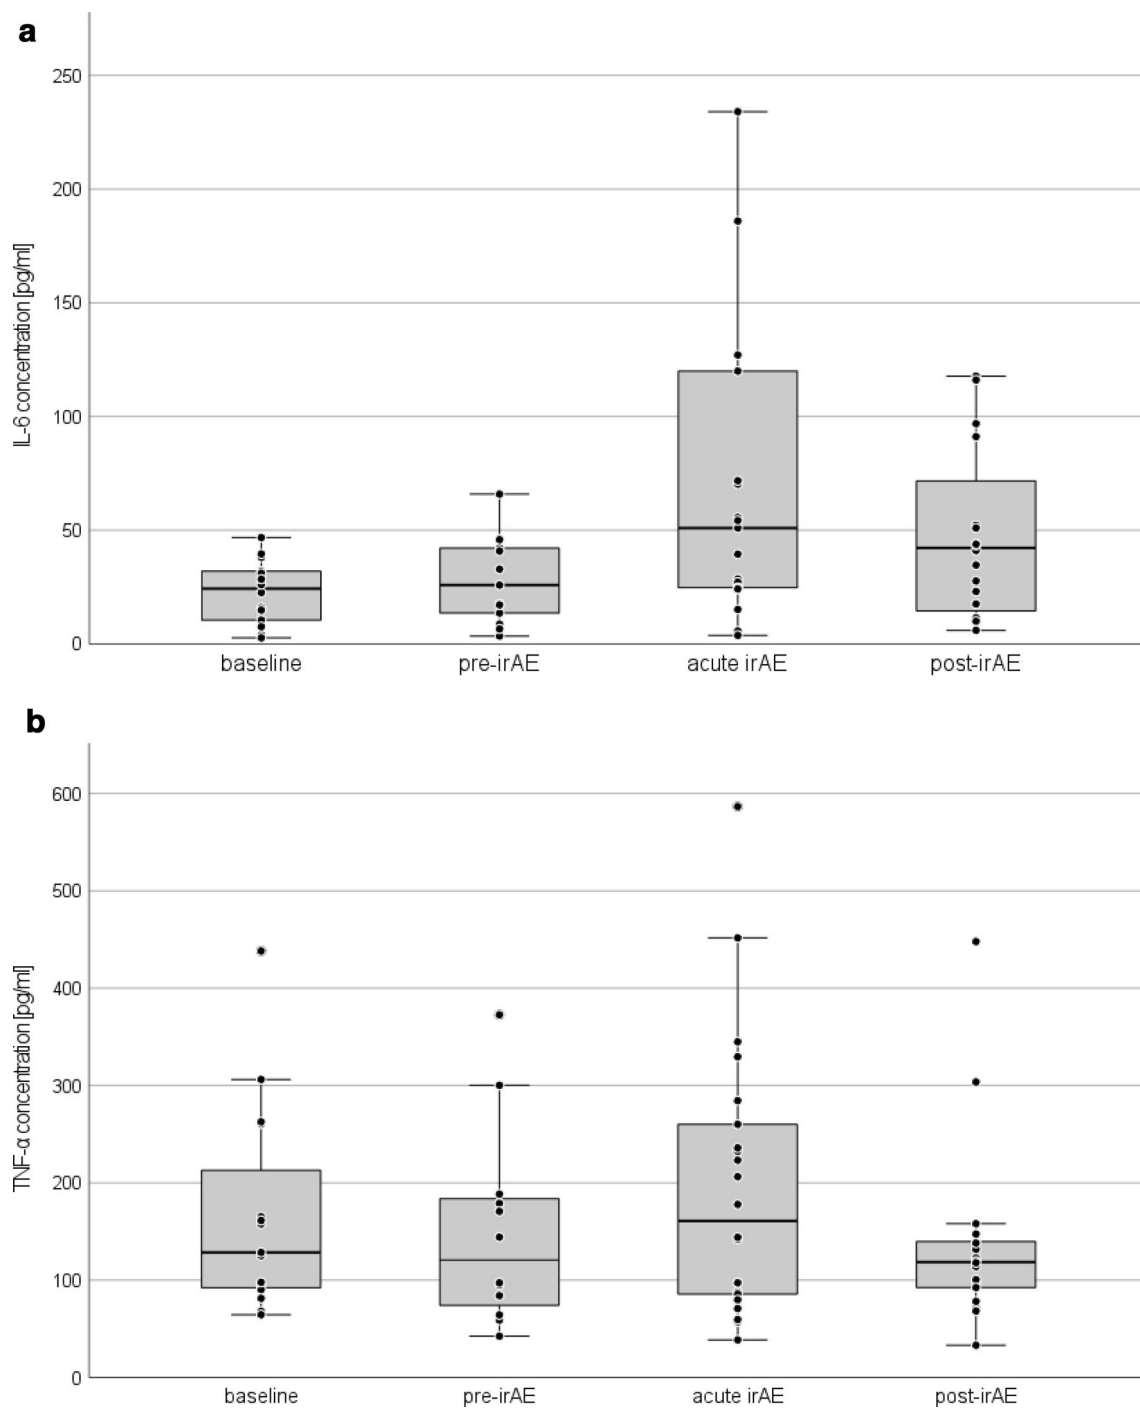 a
250
200
150
100
50
0
IL-6 concentration [pg/ml]
baseline pre-irAE acute irAE post-irAE
b
600
500
400
300
200
100
0
TNF-α concentration [pg/ml]
baseline pre-irAE acute irAE post-irAE